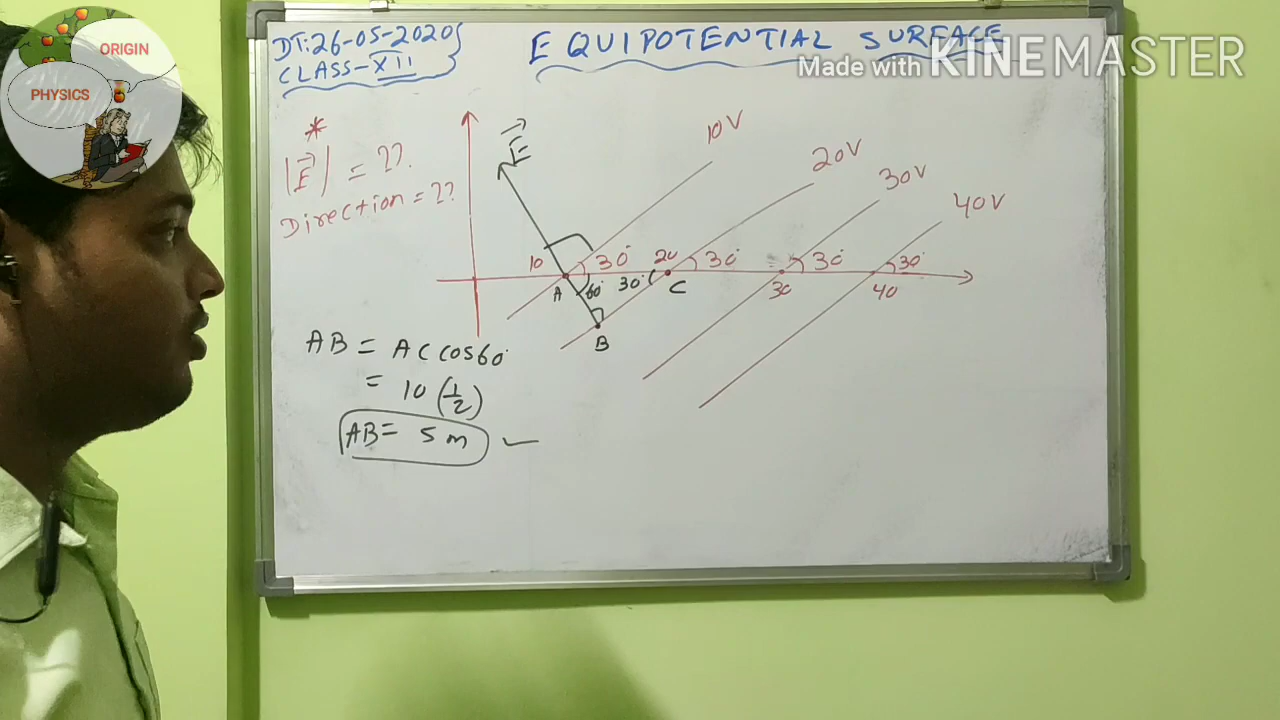 ORIGIN
PHYSICS
DT:26-05-2020
CLASS-XII
EQUIPOTENTIAL SURFACE
Made with KINEMASTER
*
|E⃗| = ??.
Direction = ??
E⃗
10V
20V
30V
40V
10 30° 20 30° 30° 30°
A 60° 30° C 30 40
B
AB = AC cos60°
= 10 (1/2)
AB = 5 m